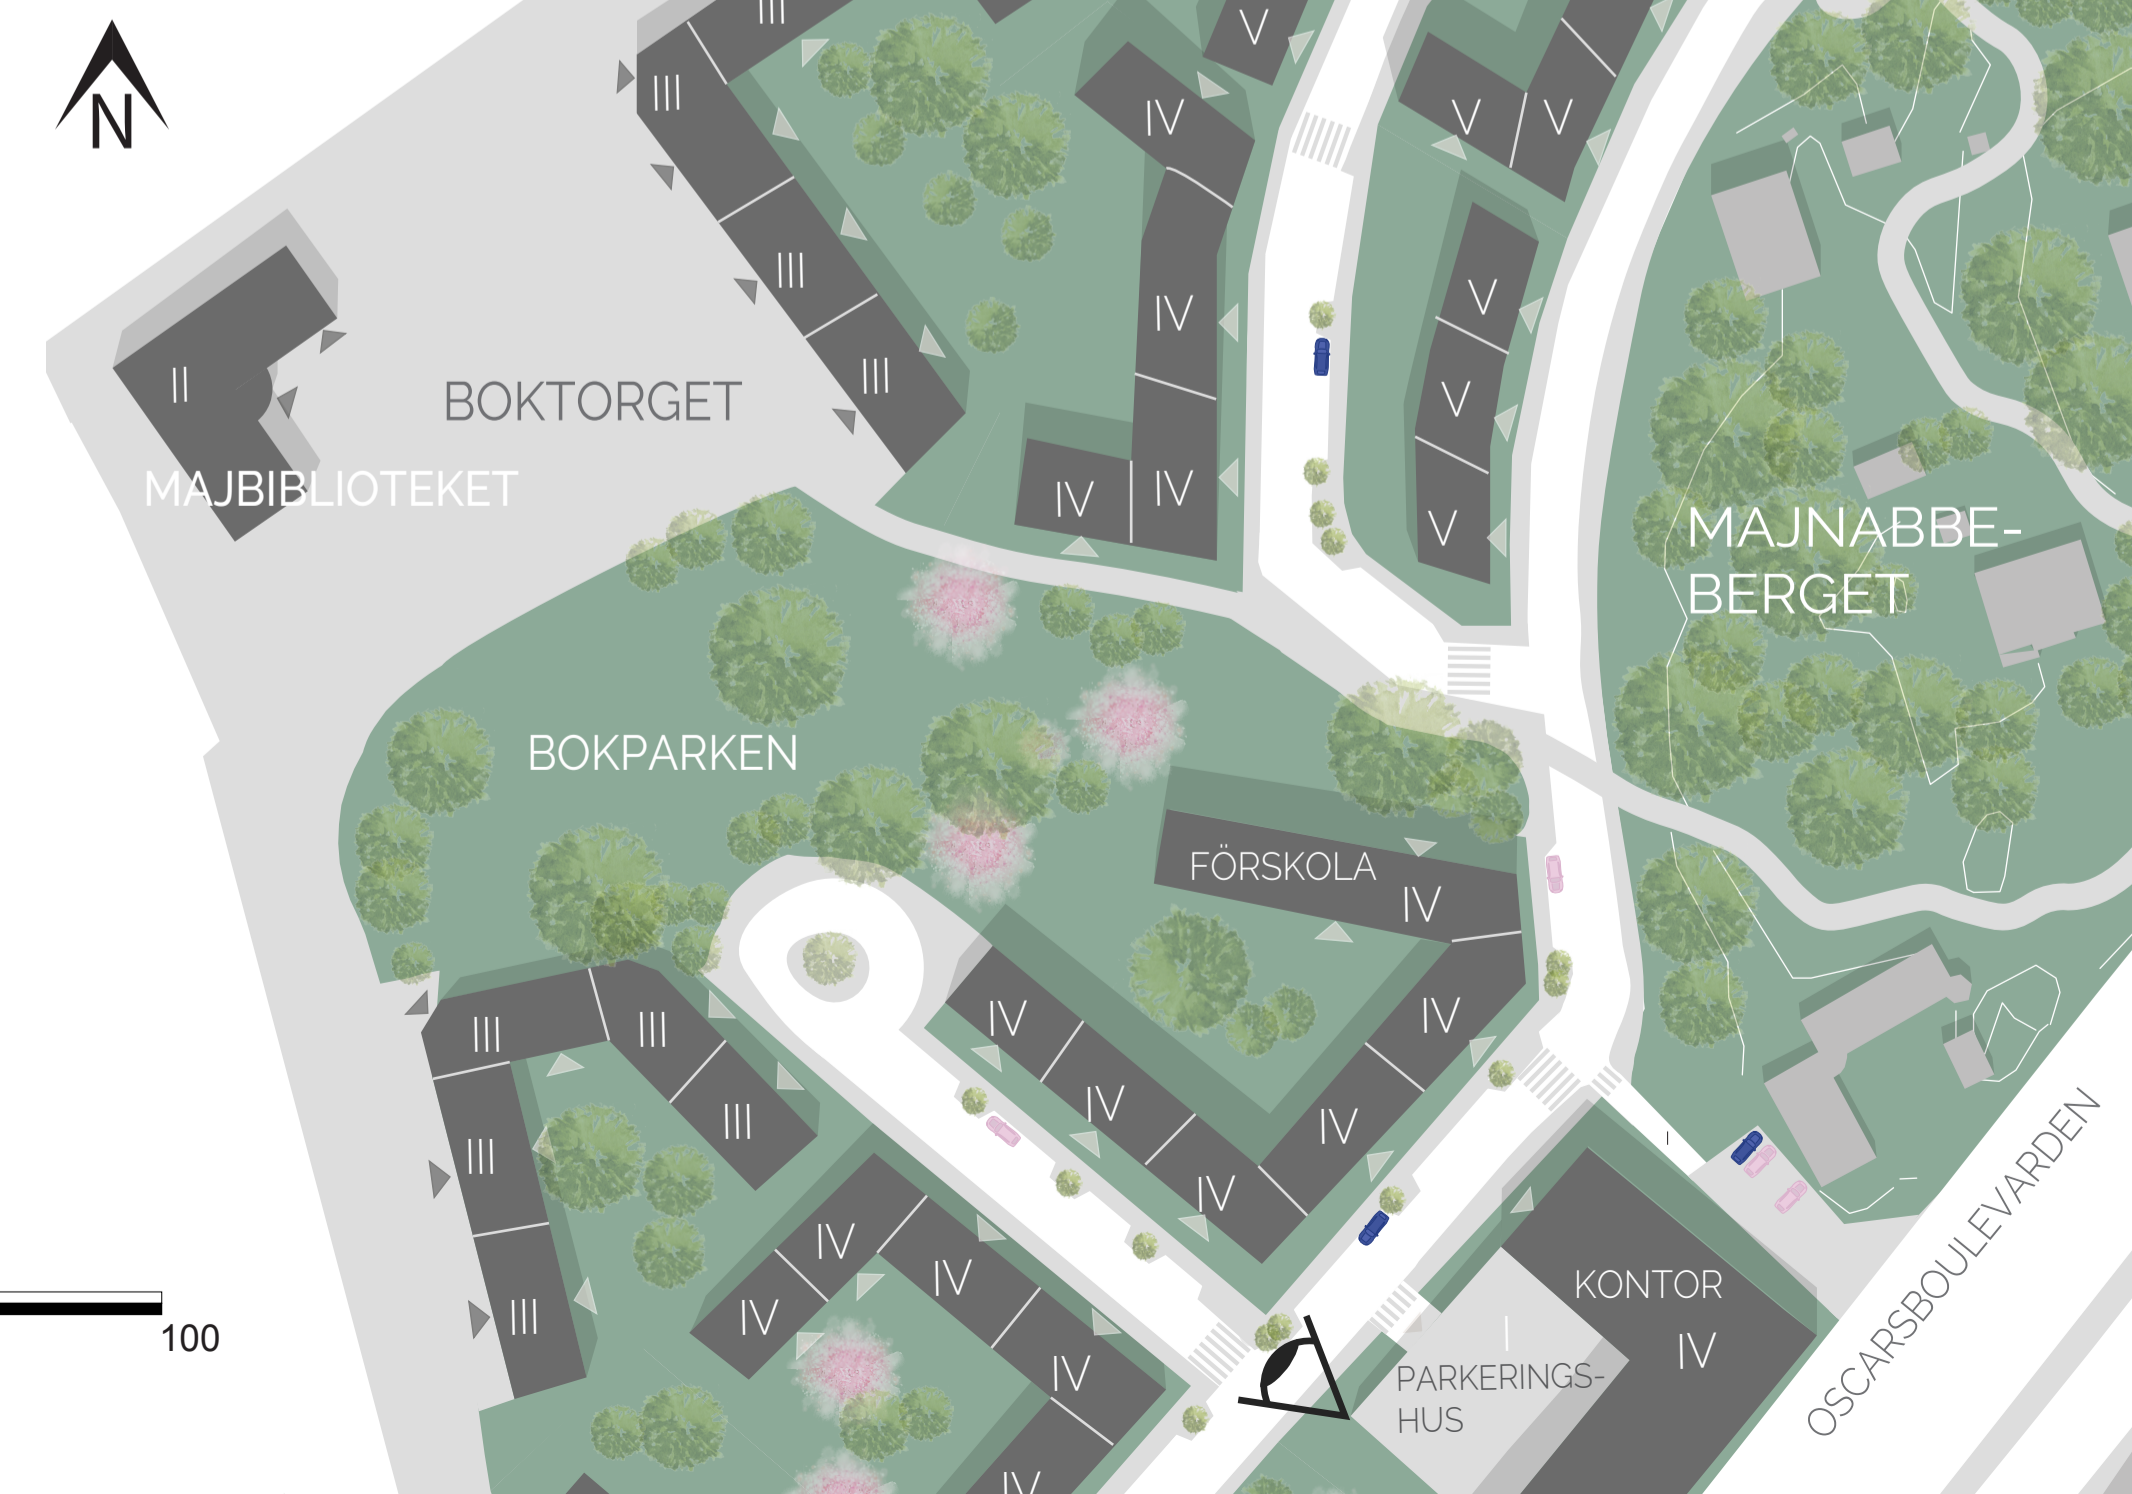 III
V
III
IV
V
V
N
III
IV
V
III
II
V
BOKTORGET
MAJBIBLIOTEKET
IV
IV
V
MAJNABBE-
BERGET
BOKPARKEN
FÖRSKOLA
IV
III
III
IV
IV
III
III
IV
IV
IV
IV
IV
KONTOR
IV
III
IV
I
IV
100
IV
PARKERINGS-
HUS
OSCARSBOULEVARDEN
IV